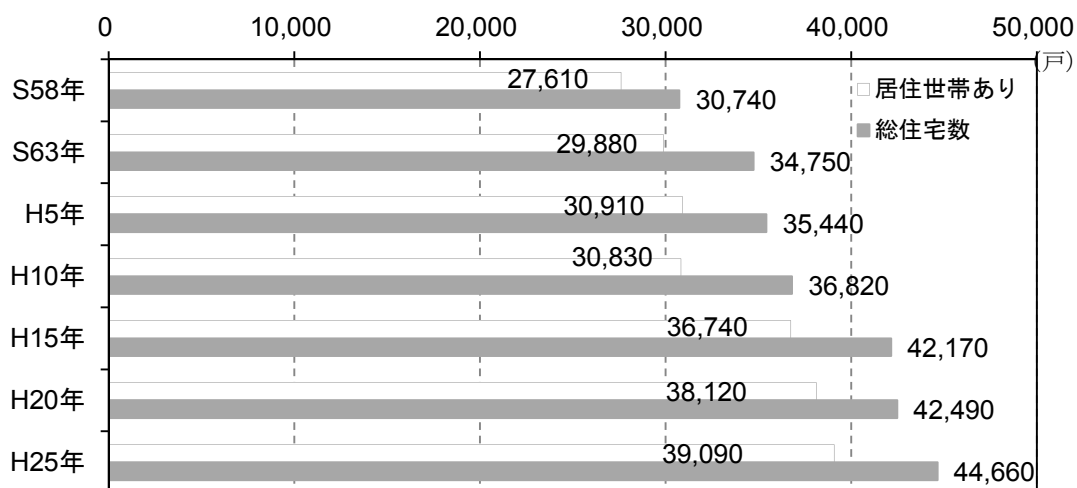 0 10,000 20,000 30,000 40,000 50,000
(戸)
S58年 27,610 30,740
S63年 29,880 34,750
H5年 30,910 35,440
H10年 30,830 36,820
H15年 36,740 42,170
H20年 38,120 42,490
H25年 39,090 44,660
居住世帯あり
総住宅数